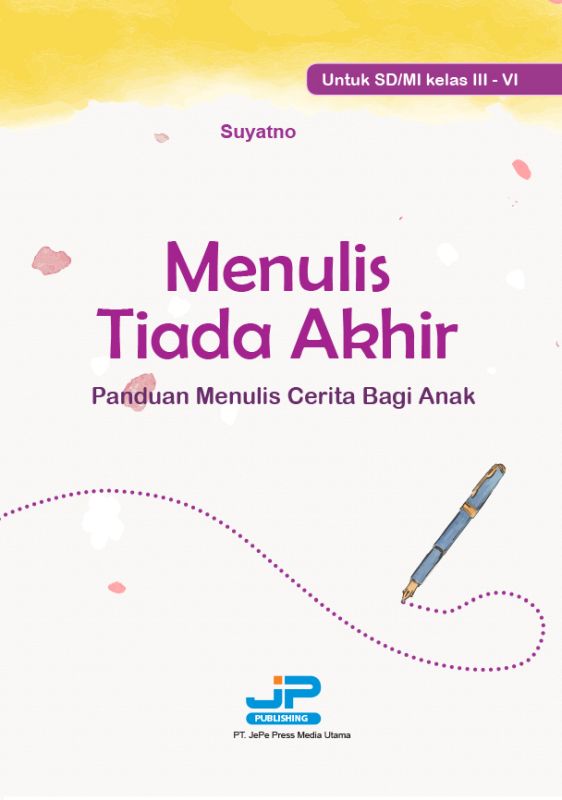 Untuk SD/MI kelas III - VI
Suyatno
Menulis
Tiada Akhir
Panduan Menulis Cerita Bagi Anak
JP
PUBLISHING
PT. JePe Press Media Utama